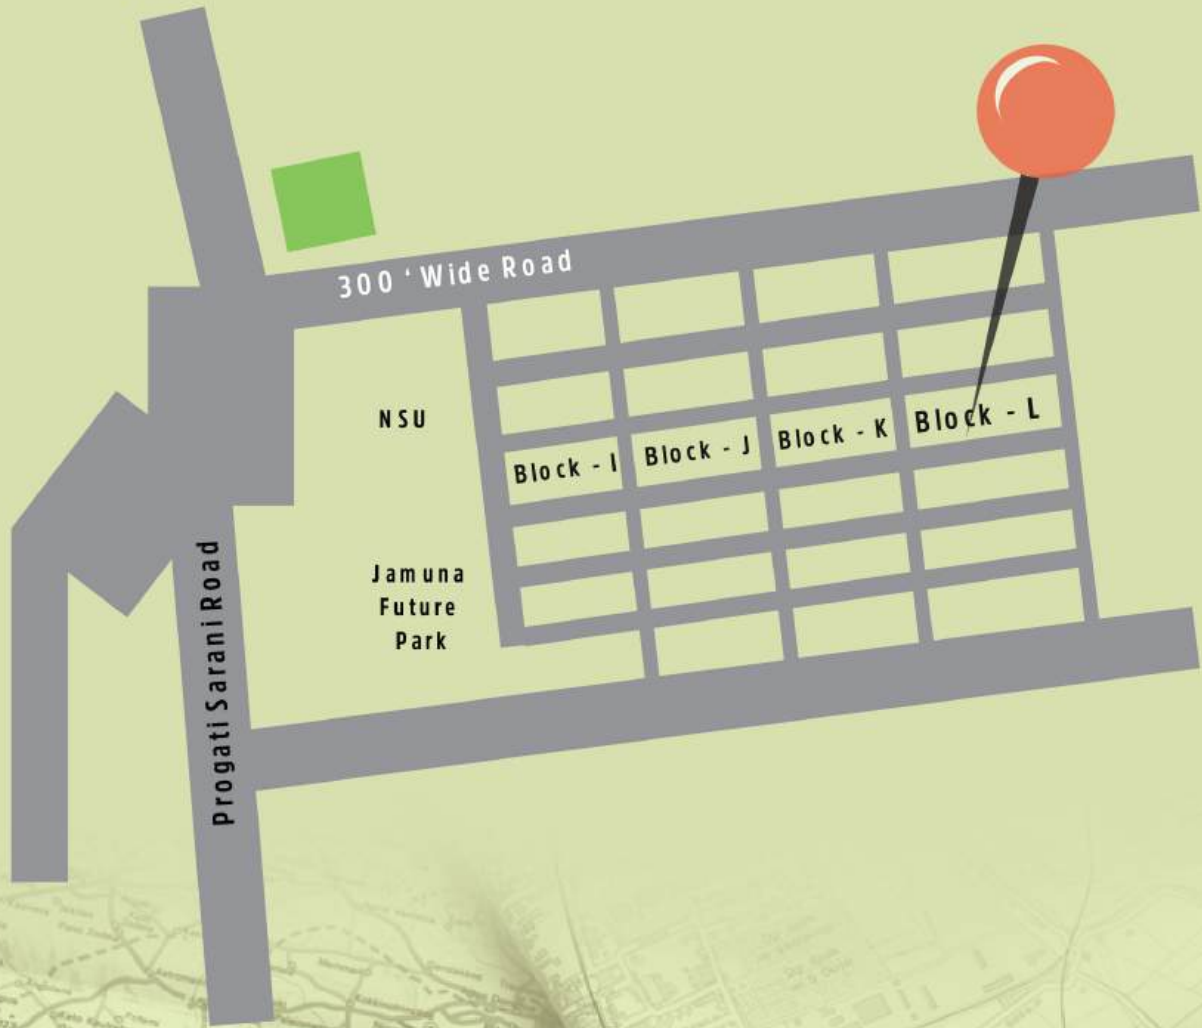 300 ‘ Wide Road
NSU
Block - I
Block - J
Block - K
Block - L
Jamuna
Future
Park
Progati Sarani Road